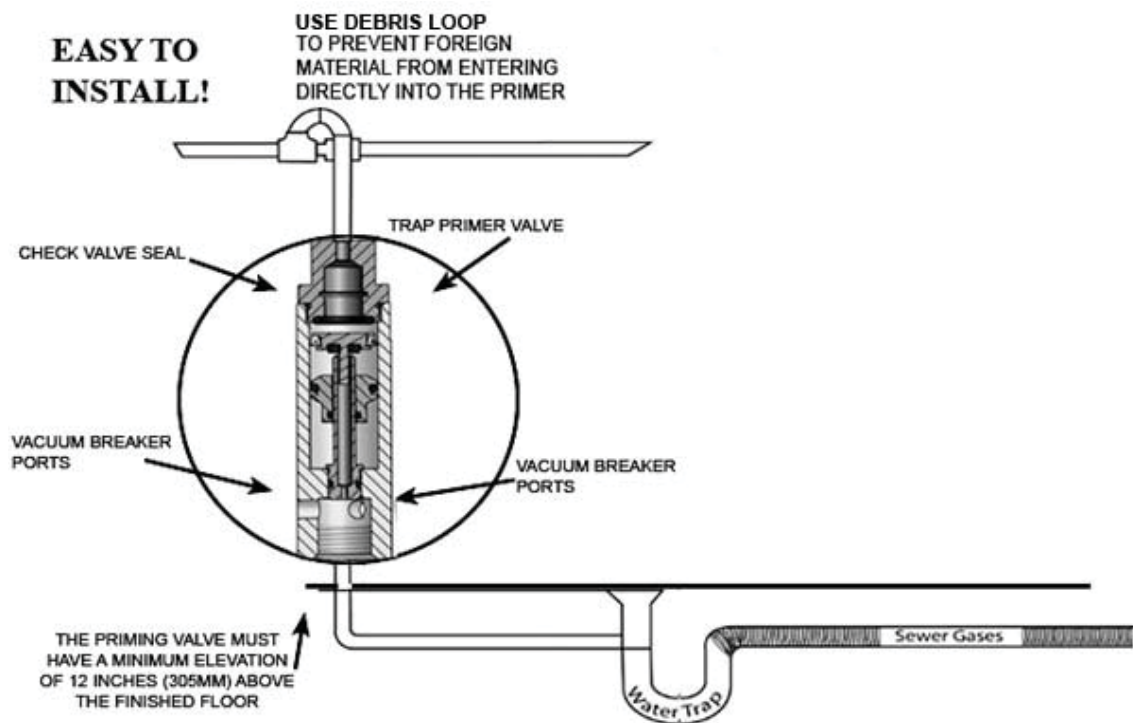 EASY TO
INSTALL!
USE DEBRIS LOOP
TO PREVENT FOREIGN
MATERIAL FROM ENTERING
DIRECTLY INTO THE PRIMER
CHECK VALVE SEAL
TRAP PRIMER VALVE
VACUUM BREAKER
PORTS
VACUUM BREAKER
PORTS
THE PRIMING VALVE MUST
HAVE A MINIMUM ELEVATION
OF 12 INCHES (305MM) ABOVE
THE FINISHED FLOOR
Sewer Gases
Water Trap